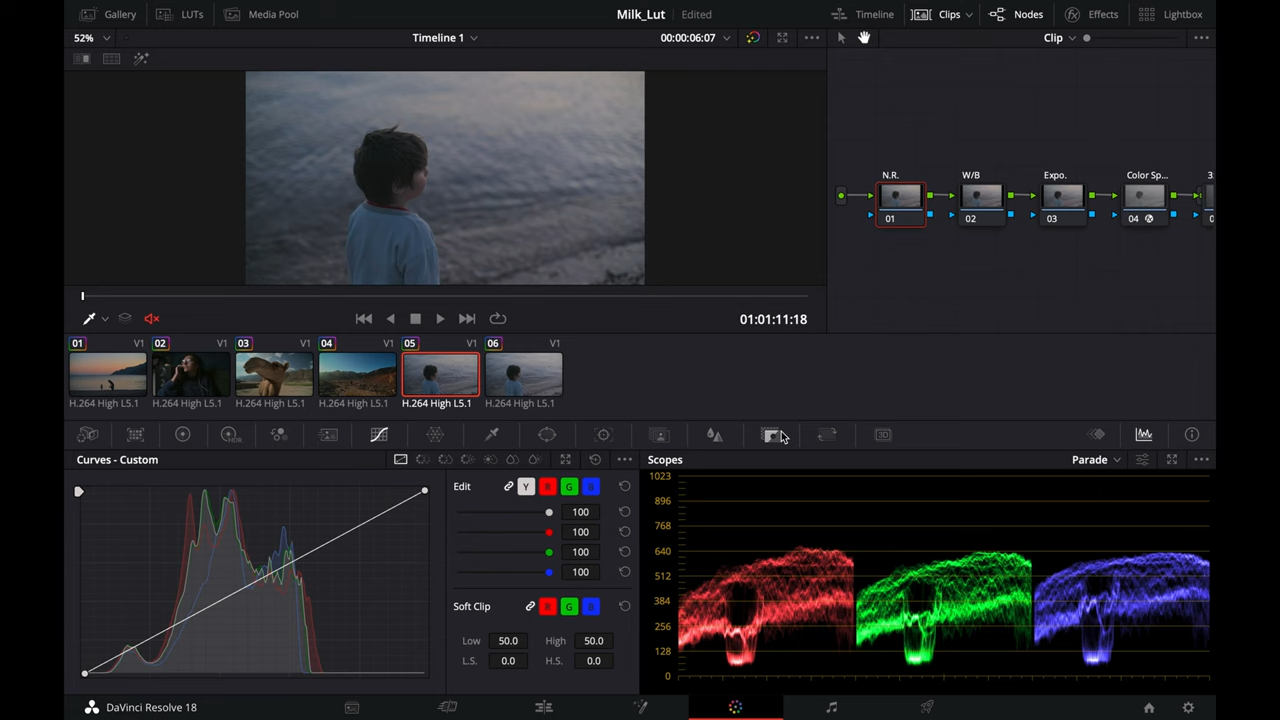 Gallery LUTs Media Pool Milk_Lut Edited Timeline Clips Nodes Effects Lightbox
52% Timeline 1 00:00:06:07 Clip
N.R. W/B Expo. Color Sp... 3
01 02 03 04 0
01:01:11:18
01 V1 02 V1 03 V1 04 V1 05 V1 06 V1
H.264 High L5.1 H.264 High L5.1 H.264 High L5.1 H.264 High L5.1 H.264 High L5.1 H.264 High L5.1
HDR 3D
Curves - Custom
Edit Y R G B
100
100
100
100
Soft Clip R G B
Low 50.0 High 50.0
L.S. 0.0 H.S. 0.0
Scopes Parade
1023
896
768
640
512
384
256
128
0
DaVinci Resolve 18